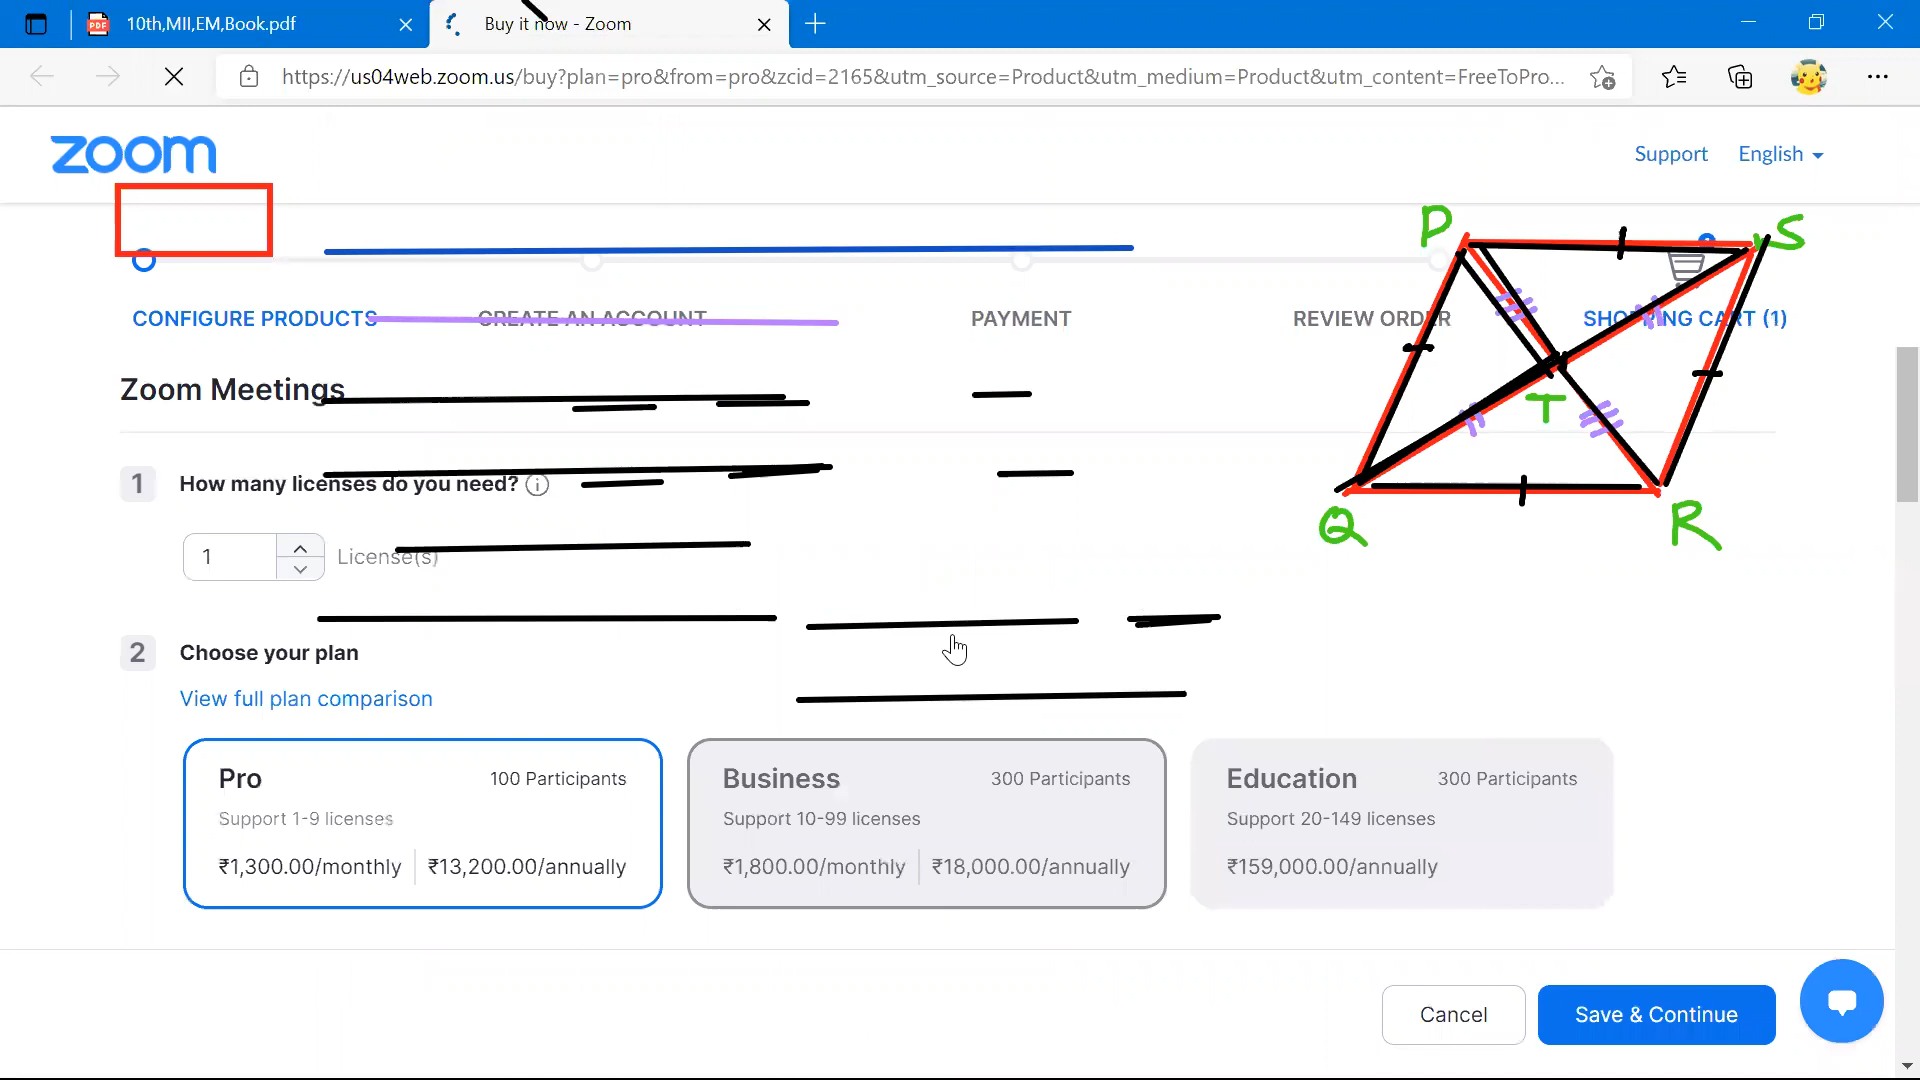 10th,MII,EM,Book.pdf
Buy it now - Zoom
https://us04web.zoom.us/buy?plan=pro&from=pro&zcid=2165&utm_source=Product&utm_medium=Product&utm_content=FreeToPro...
zoom
Support English
P S
CONFIGURE PRODUCTS CREATE AN ACCOUNT PAYMENT REVIEW ORDER SHOPPING CART (1)
Zoom Meetings
T
1 How many licenses do you need?
Q R
1 License(s)
2 Choose your plan
View full plan comparison
Pro 100 Participants
Support 1-9 licenses
₹1,300.00/monthly ₹13,200.00/annually
Business 300 Participants
Support 10-99 licenses
₹1,800.00/monthly ₹18,000.00/annually
Education 300 Participants
Support 20-149 licenses
₹159,000.00/annually
Cancel Save & Continue